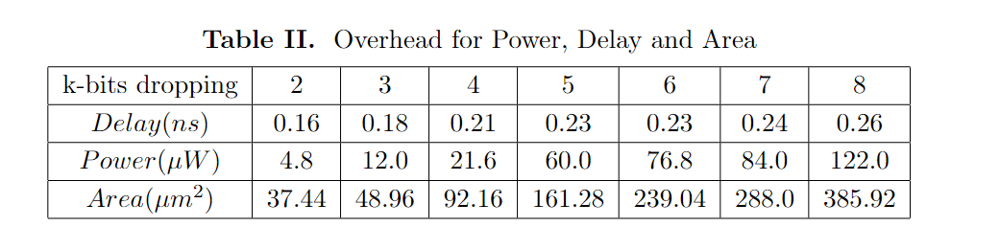 Table II. Overhead for Power, Delay and Area
k-bits dropping 2 3 4 5 6 7 8
Delay(ns) 0.16 0.18 0.21 0.23 0.23 0.24 0.26
Power(μW) 4.8 12.0 21.6 60.0 76.8 84.0 122.0
Area(μm²) 37.44 48.96 92.16 161.28 239.04 288.0 385.92